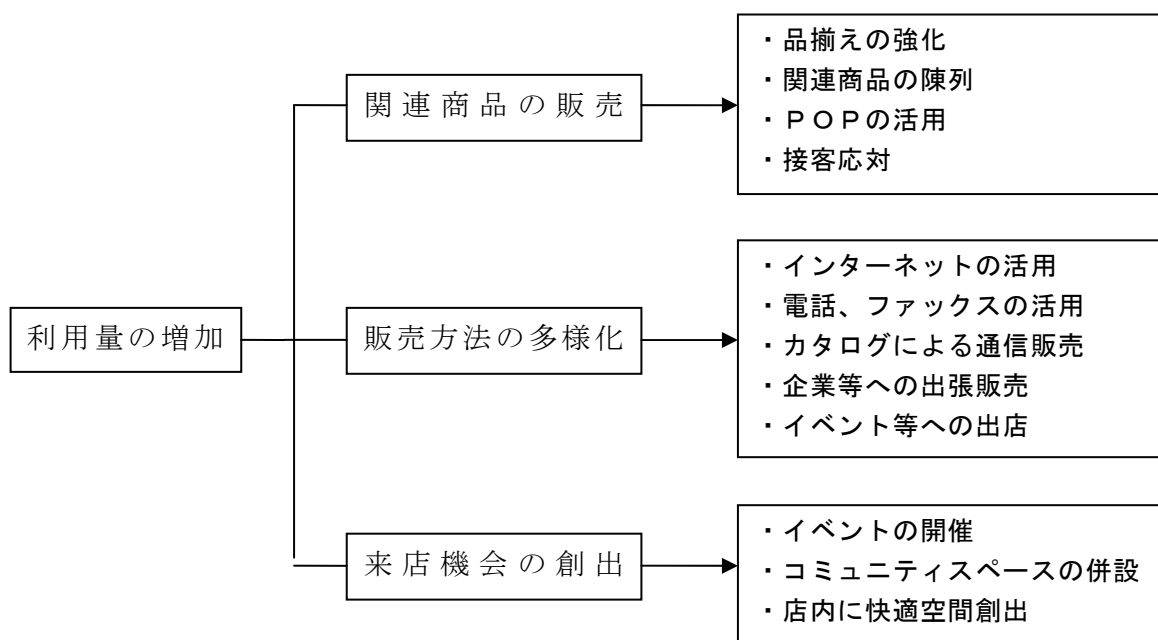 利用量の増加
関連商品の販売
・品揃えの強化
・関連商品の陳列
・ＰＯＰの活用
・接客応対
販売方法の多様化
・インターネットの活用
・電話、ファックスの活用
・カタログによる通信販売
・企業等への出張販売
・イベント等への出店
来店機会の創出
・イベントの開催
・コミュニティスペースの併設
・店内に快適空間創出